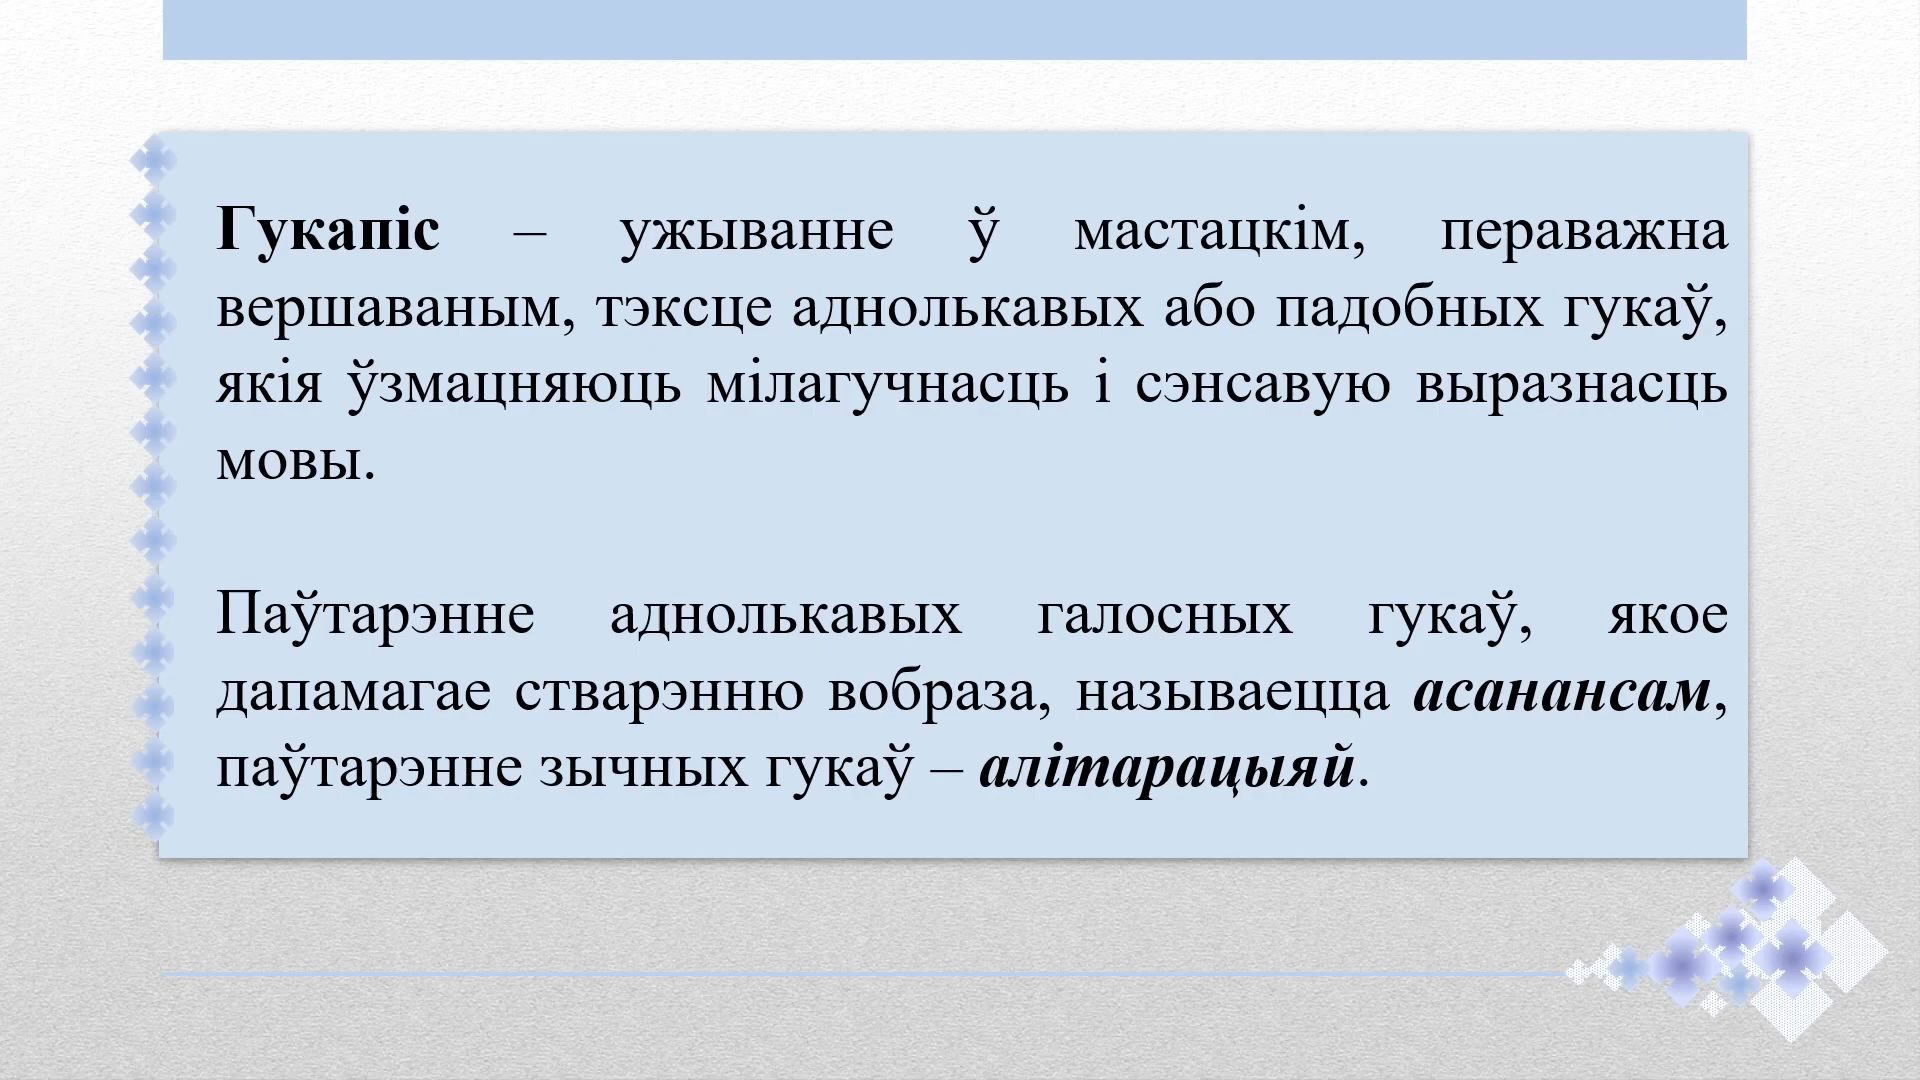 Гукапіс – ужыванне ў мастацкім, пераважна
вершаваным, тэксце аднолькавых або падобных гукаў,
якія ўзмацняюць мілагучнасць і сэнсавую выразнасць
мовы.
Паўтарэнне аднолькавых галосных гукаў, якое
дапамагае стварэнню вобраза, называецца асанансам,
паўтарэнне зычных гукаў – алітарацыяй.